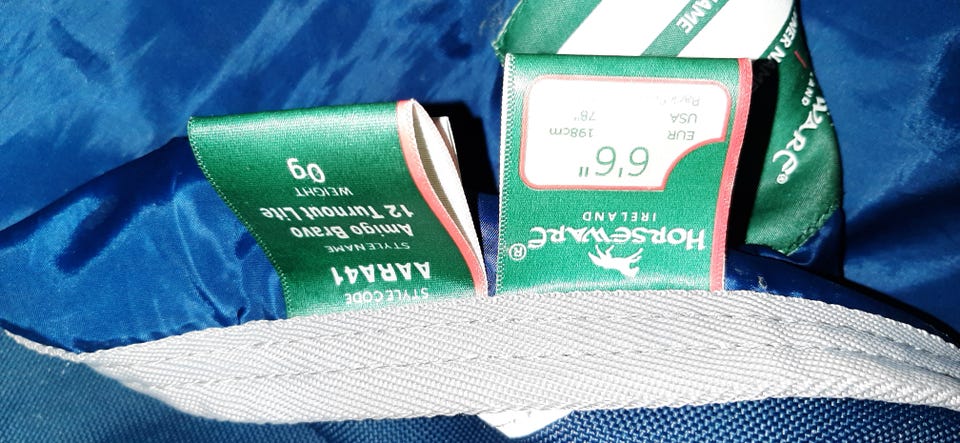 STYLE CODE
AARA41
STYLE NAME
Amigo Bravo
12 Turnout Lite
WEIGHT
0g
HORSEWARE®
IRELAND
6'6"
EUR 198cm
USA 78"
NAME